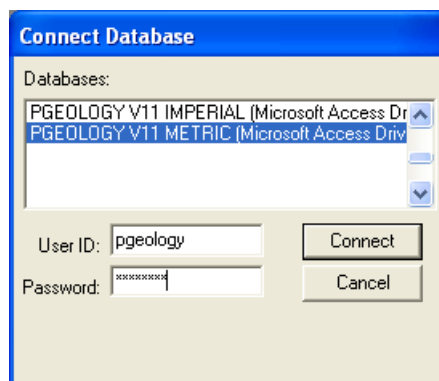 Connect Database
Databases:
PGEOLOGY V11 IMPERIAL (Microsoft Access Dr
PGEOLOGY V11 METRIC (Microsoft Access Driv
User ID: pgeology Connect
Password: ******** Cancel